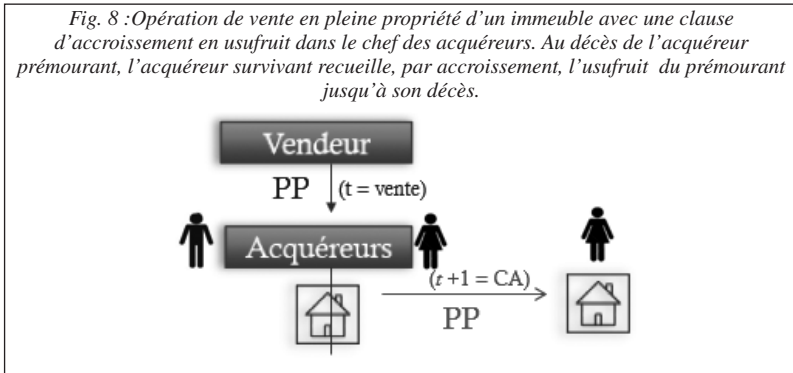 Fig. 8 :Opération de vente en pleine propriété d’un immeuble avec une clause
d’accroissement en usufruit dans le chef des acquéreurs. Au décès de l’acquéreur
prémourant, l’acquéreur survivant recueille, par accroissement, l’usufruit du prémourant
jusqu’à son décès.
Vendeur
PP (t = vente)
Acquéreurs
(t +1 = CA)
PP